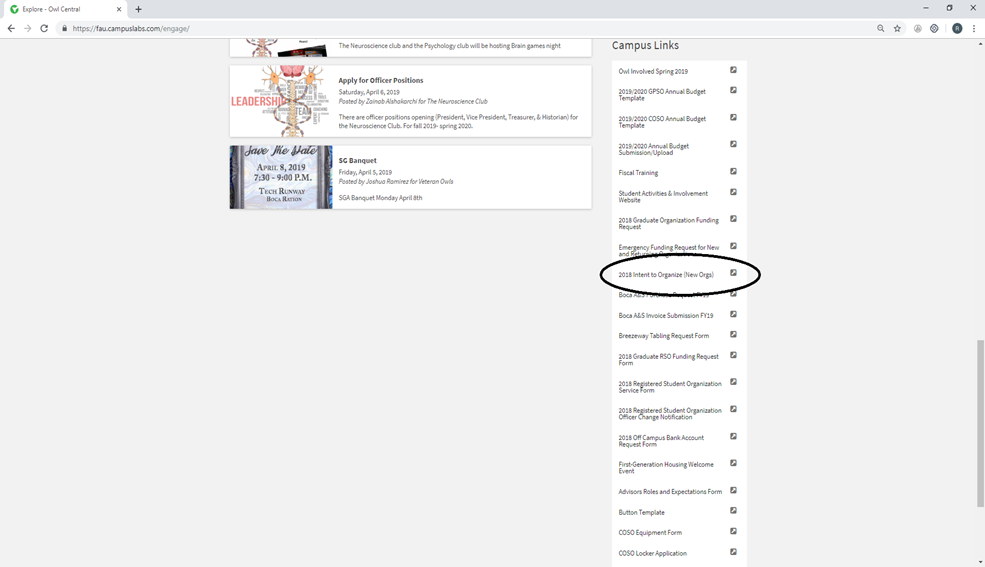 Explore - Owl Central
https://fau.campuslabs.com/engage/
R
The Neuroscience club and the Psychology club will be hosting Brain games night
LEADERSHIP
TEAM
Apply for Officer Positions
Saturday, April 6, 2019
Posted by Zainab Alshakarchi for The Neuroscience Club
There are officer positions opening (President, Vice President, Treasurer, & Historian) for
the Neuroscience Club. For fall 2019- spring 2020.
Save The Date
April 8, 2019
7:30 - 9:00 P.M.
Tech Runway
Boca Ration
SG Banquet
Friday, April 5, 2019
Posted by Joshua Ramirez for Veteran Owls
SGA Banquet Monday April 8th
Campus Links
Owl Involved Spring 2019
2019/2020 GPSO Annual Budget
Template
2019/2020 COSO Annual Budget
Template
2019/2020 Annual Budget
Submission/Upload
Fiscal Training
Student Activities & Involvement
Website
2018 Graduate Organization Funding
Request
Emergency Funding Request for New
and Returning
2018 Intent to Organize (New Orgs)
Boca A&S Request FY19
Boca A&S Invoice Submission FY19
Breezeway Tabling Request Form
2018 Graduate RSO Funding Request
Form
2018 Registered Student Organization
Service Form
2018 Registered Student Organization
Officer Change Notification
2018 Off Campus Bank Account
Request Form
First-Generation Housing Welcome
Event
Advisors Roles and Expectations Form
Button Template
COSO Equipment Form
COSO Locker Application